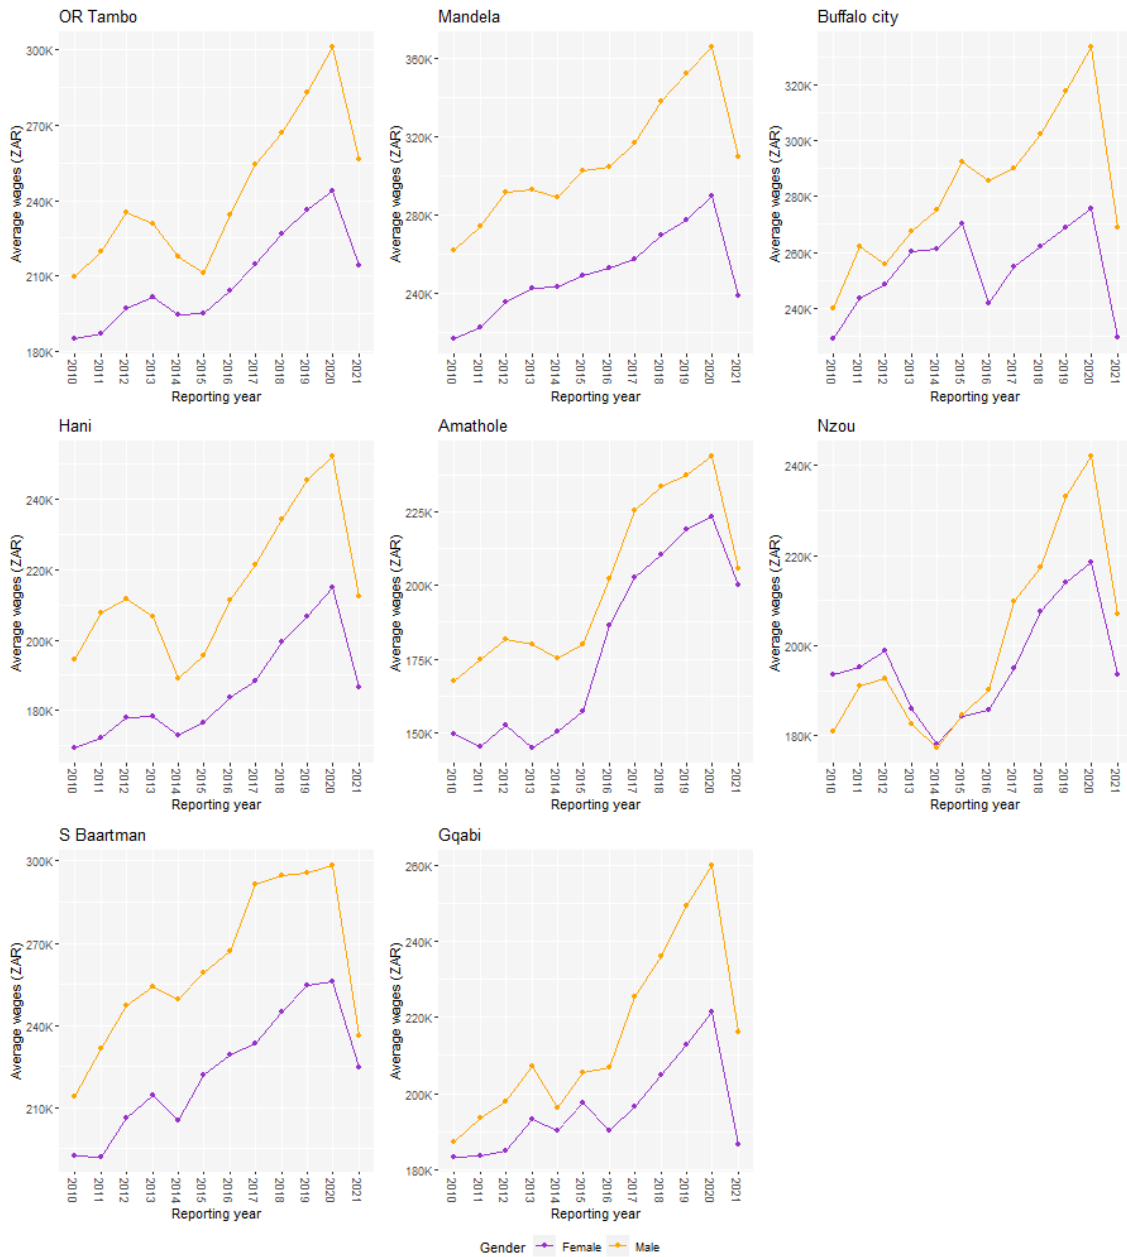 OR Tambo
Average wages (ZAR)
300K
270K
240K
210K
180K
2010 2011 2012 2013 2014 2015 2016 2017 2018 2019 2020 2021
Reporting year
Mandela
Average wages (ZAR)
360K
320K
280K
240K
2010 2011 2012 2013 2014 2015 2016 2017 2018 2019 2020 2021
Reporting year
Buffalo city
Average wages (ZAR)
320K
300K
280K
260K
240K
2010 2011 2012 2013 2014 2015 2016 2017 2018 2019 2020 2021
Reporting year
Hani
Average wages (ZAR)
240K
220K
200K
180K
2010 2011 2012 2013 2014 2015 2016 2017 2018 2019 2020 2021
Reporting year
Amathole
Average wages (ZAR)
225K
200K
175K
150K
2010 2011 2012 2013 2014 2015 2016 2017 2018 2019 2020 2021
Reporting year
Nzou
Average wages (ZAR)
240K
220K
200K
180K
2010 2011 2012 2013 2014 2015 2016 2017 2018 2019 2020 2021
Reporting year
S Baartman
Average wages (ZAR)
300K
270K
240K
210K
2010 2011 2012 2013 2014 2015 2016 2017 2018 2019 2020 2021
Reporting year
Gqabi
Average wages (ZAR)
260K
240K
220K
200K
180K
2010 2011 2012 2013 2014 2015 2016 2017 2018 2019 2020 2021
Reporting year
Gender Female Male